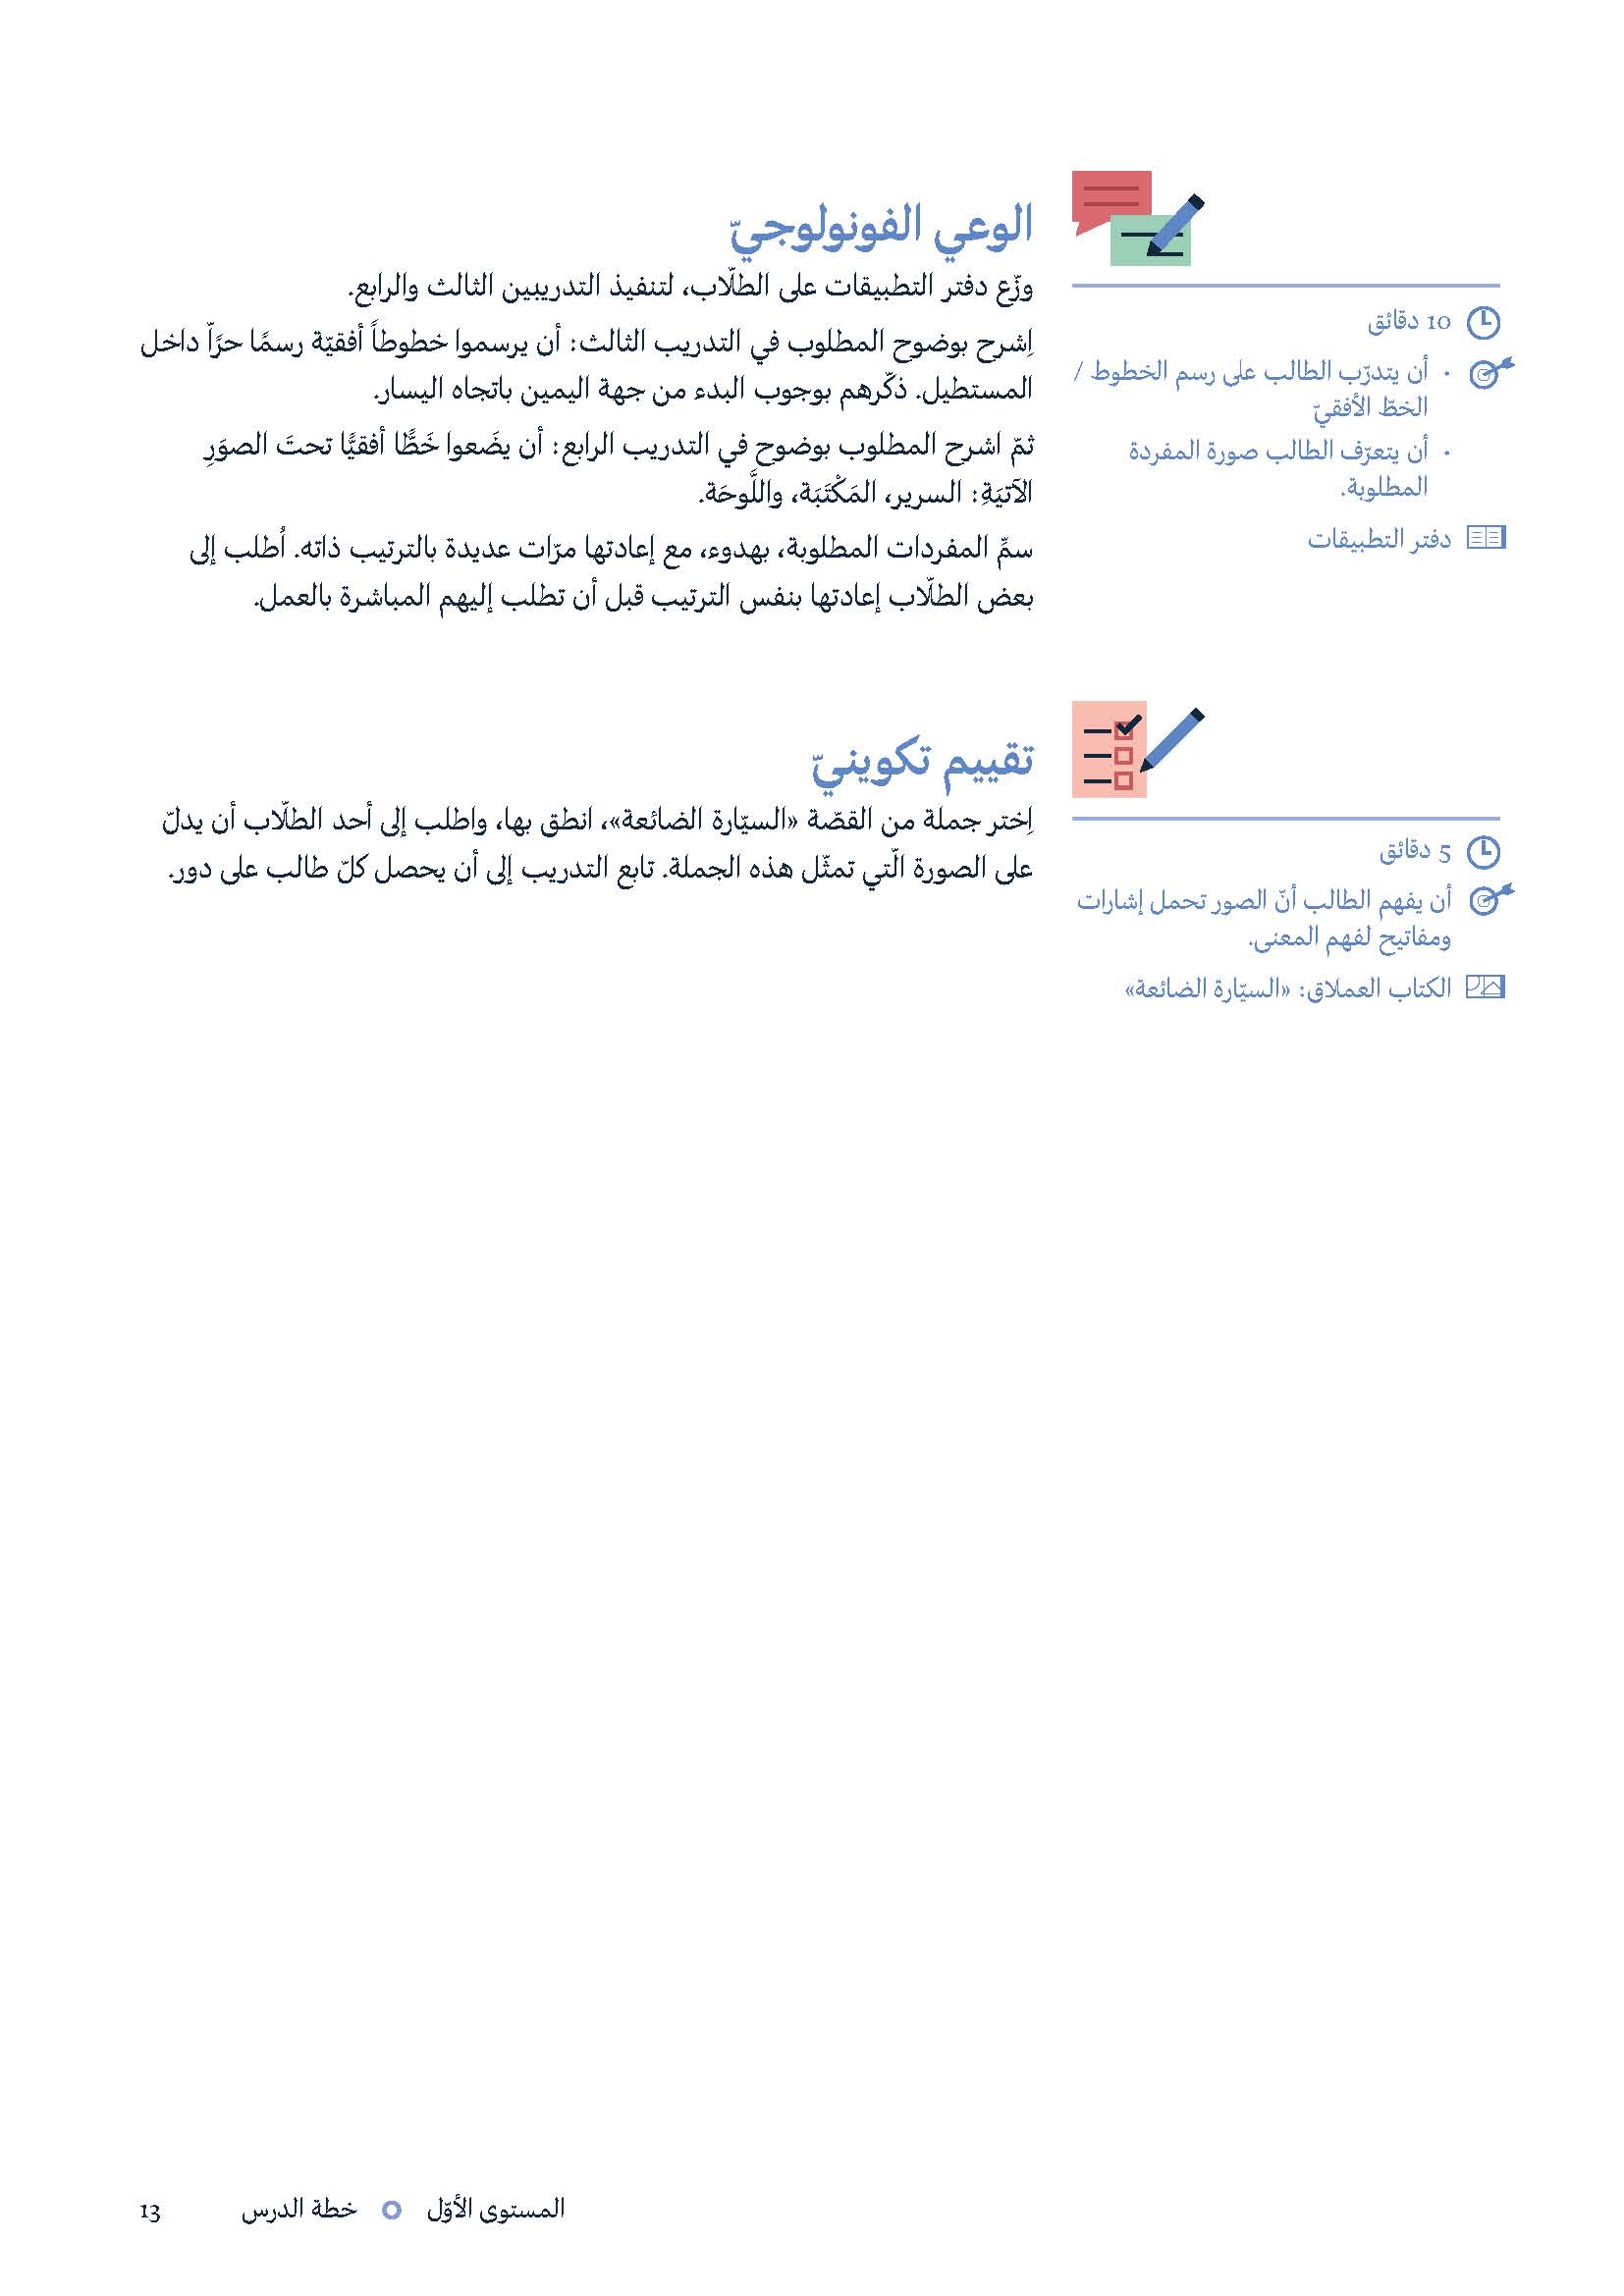 الوعي الفونولوجيّ
10 دقائق
• أن يتدرّب الطالب على رسم الخطوط /
الخطّ الأفقيّ
• أن يتعرّف الطالب صورة المفردة
المطلوبة.
دفتر التطبيقات
وزّع دفتر التطبيقات على الطلّاب، لتنفيذ التدريبين الثالث والرابع.
اِشرح بوضوح المطلوب في التدريب الثالث: أن يرسموا خطوطاً أفقيّة رسمًا حرًّا داخل
المستطيل. ذكّرهم بوجوب البدء من جهة اليمين باتجاه اليسار.
ثمّ اشرح المطلوب بوضوح في التدريب الرابع: أن يضَعوا خَطًّا أفقيًّا تحتَ الصوَرِ
الآتيَةِ: السرير، المَكْتَبَة، واللَّوحَة.
سمِّ المفردات المطلوبة، بهدوء، مع إعادتها مرّات عديدة بالترتيب ذاته. اُطلب إلى
بعض الطلّاب إعادتها بنفس الترتيب قبل أن تطلب إليهم المباشرة بالعمل.
تقييم تكوينيّ
5 دقائق
أن يفهم الطالب أنّ الصور تحمل إشارات
ومفاتيح لفهم المعنى.
الكتاب العملاق: «السيّارة الضائعة»
اِختر جملة من القصّة «السيّارة الضائعة»، انطق بها، واطلب إلى أحد الطلّاب أن يدلّ
على الصورة الّتي تمثّل هذه الجملة. تابع التدريب إلى أن يحصل كلّ طالب على دور.
المستوى الأوّل خطة الدرس 13